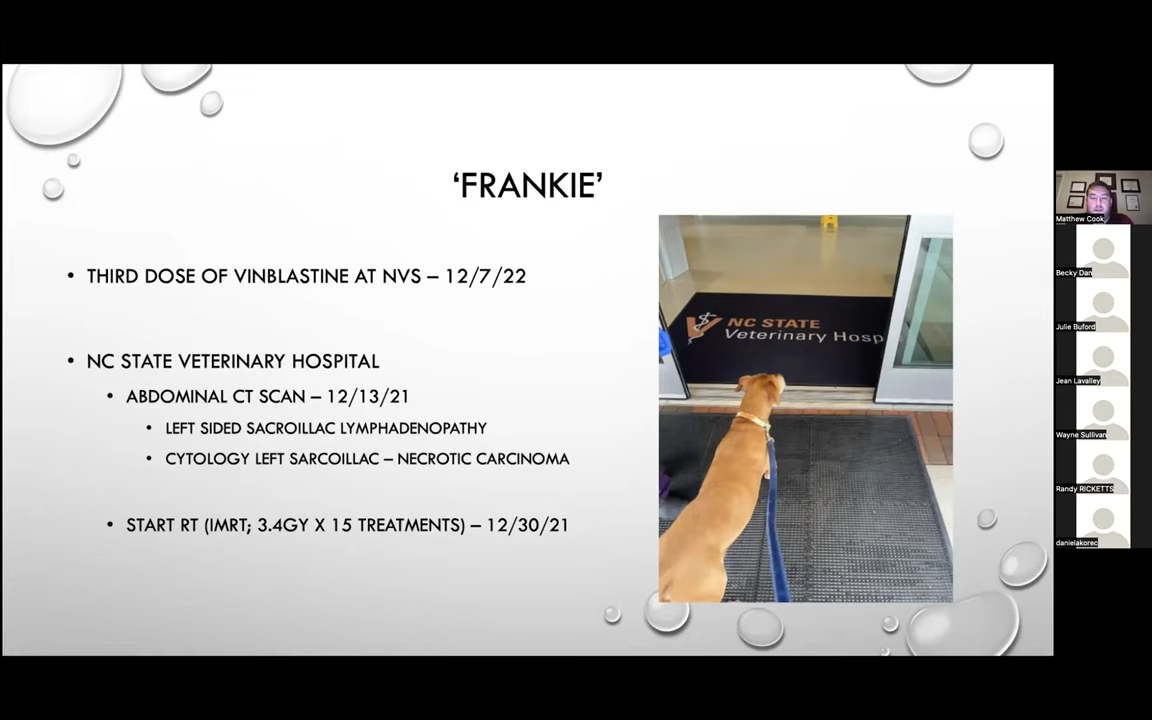 ‘FRANKIE’
• THIRD DOSE OF VINBLASTINE AT NVS – 12/7/22
• NC STATE VETERINARY HOSPITAL
• ABDOMINAL CT SCAN – 12/13/21
• LEFT SIDED SACROILLAC LYMPHADENOPATHY
• CYTOLOGY LEFT SARCOILLAC – NECROTIC CARCINOMA
• START RT (IMRT; 3.4GY X 15 TREATMENTS) – 12/30/21
NC STATE
Veterinary Hosp
Matthew Cook
Becky Dan
Julie Buford
Jean Lavalley
Wayne Sullivan
Randy RICKETTS
danielakorec